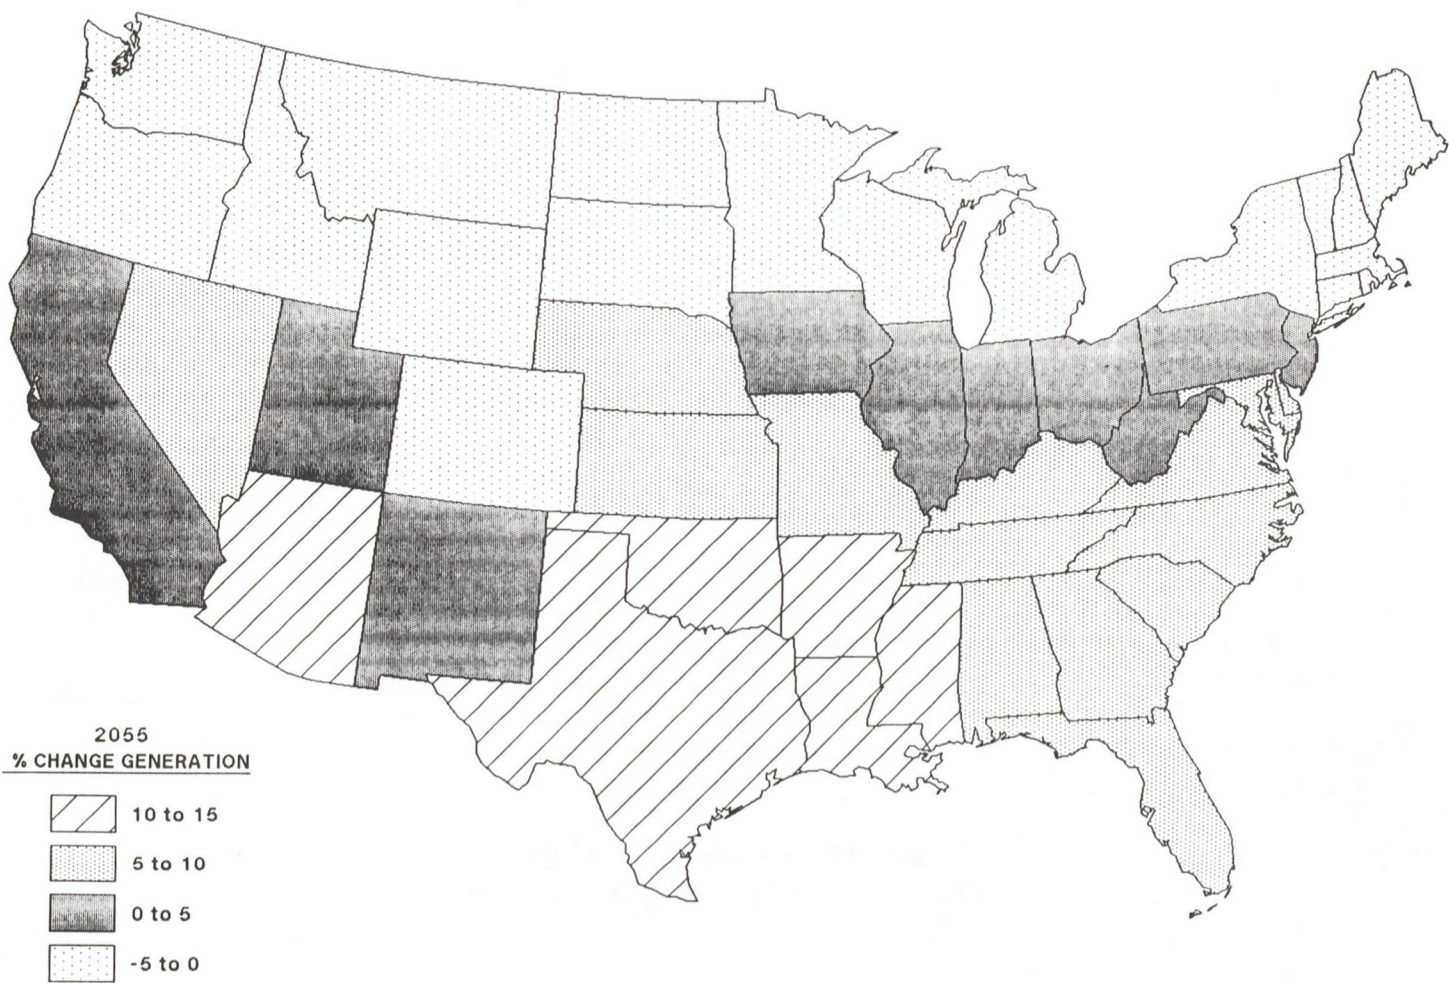 2055
% CHANGE GENERATION
10 to 15
5 to 10
0 to 5
-5 to 0